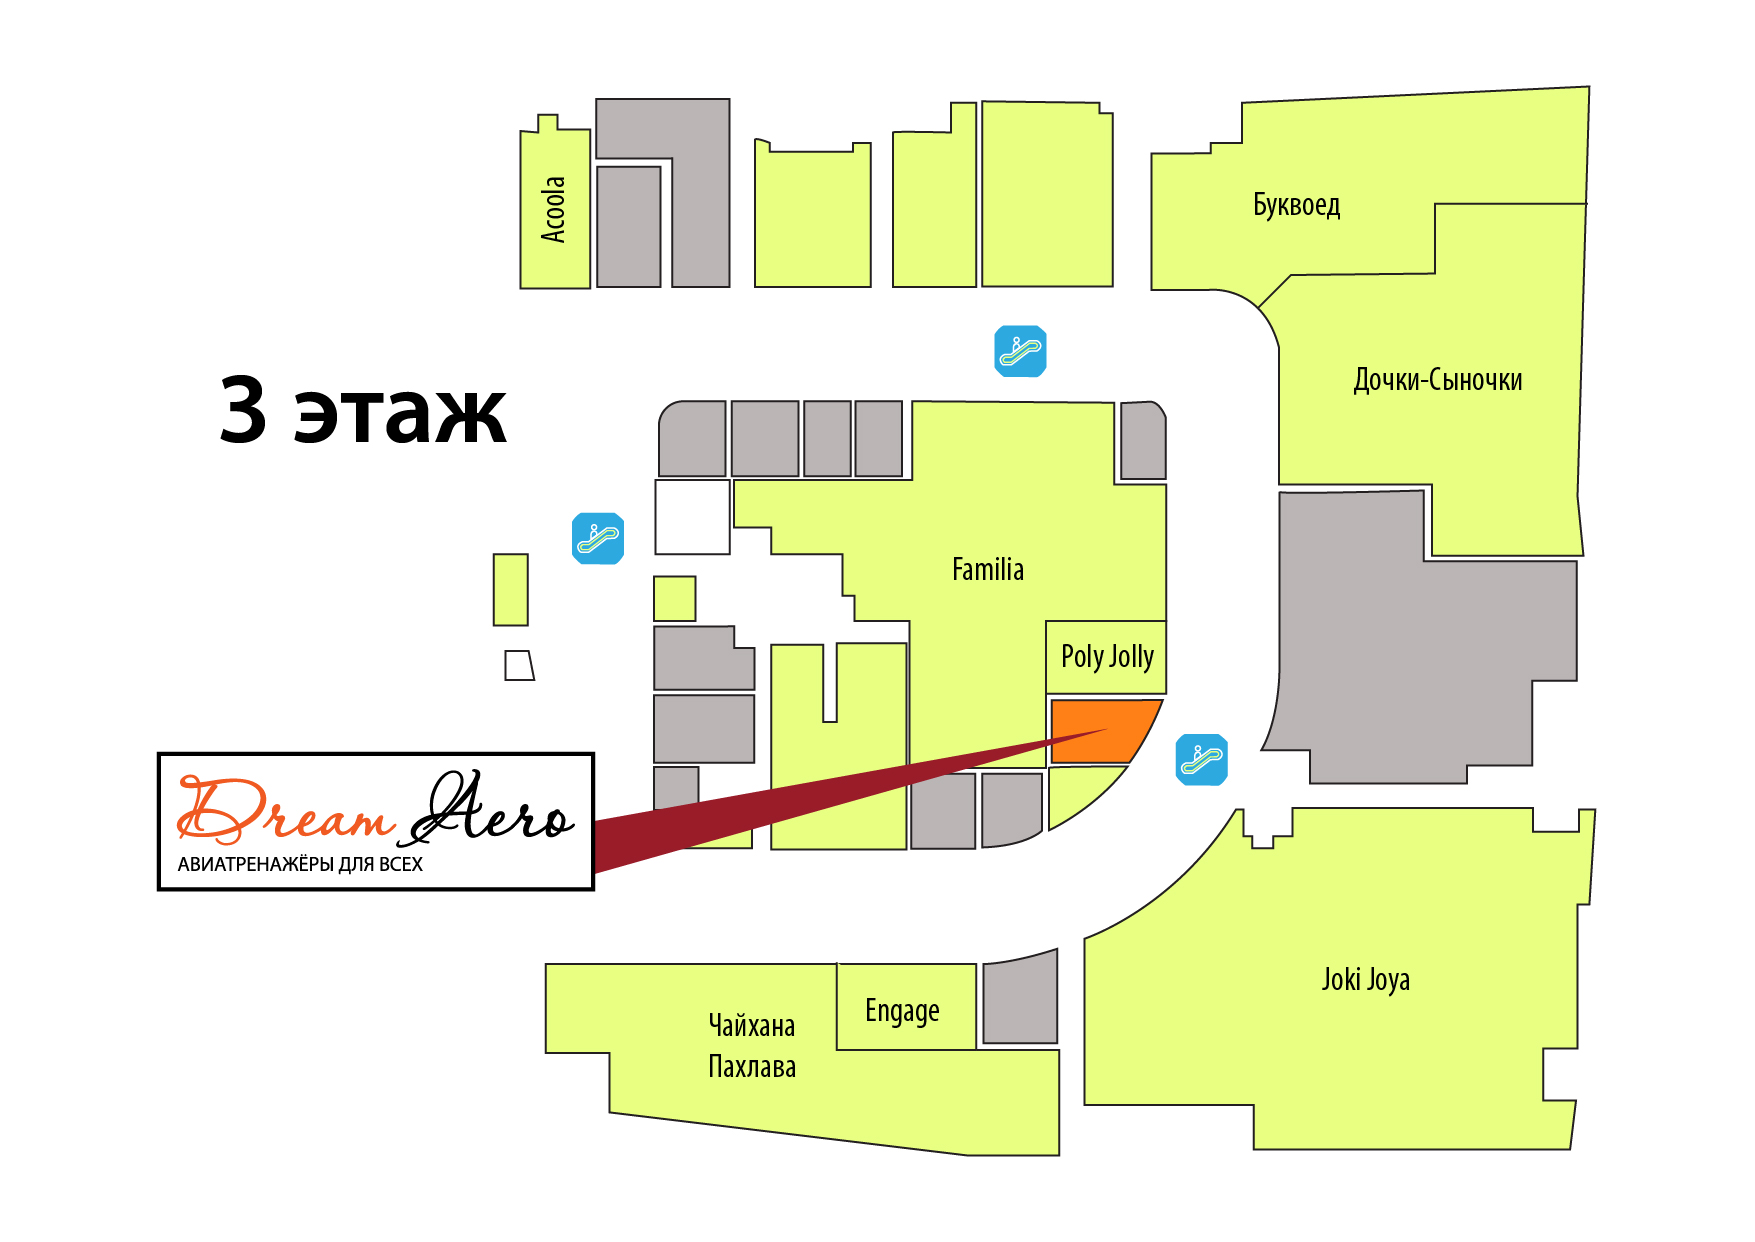 Acoola
Буквоед
Дочки-Сыночки
3 этаж
Familia
Poly Jolly
Dream Aero
АВИАТРЕНАЖЁРЫ ДЛЯ ВСЕХ
Joki Joya
Engage
Чайхана
Пахлава